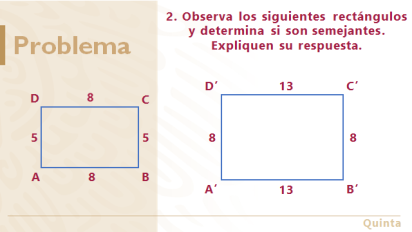 2. Observa los siguientes rectángulos
y determina si son semejantes.
Expliquen su respuesta.
Problema
D 8 C
5 5
A 8 B
D’ 13 C’
8 8
A’ 13 B’
Quinta